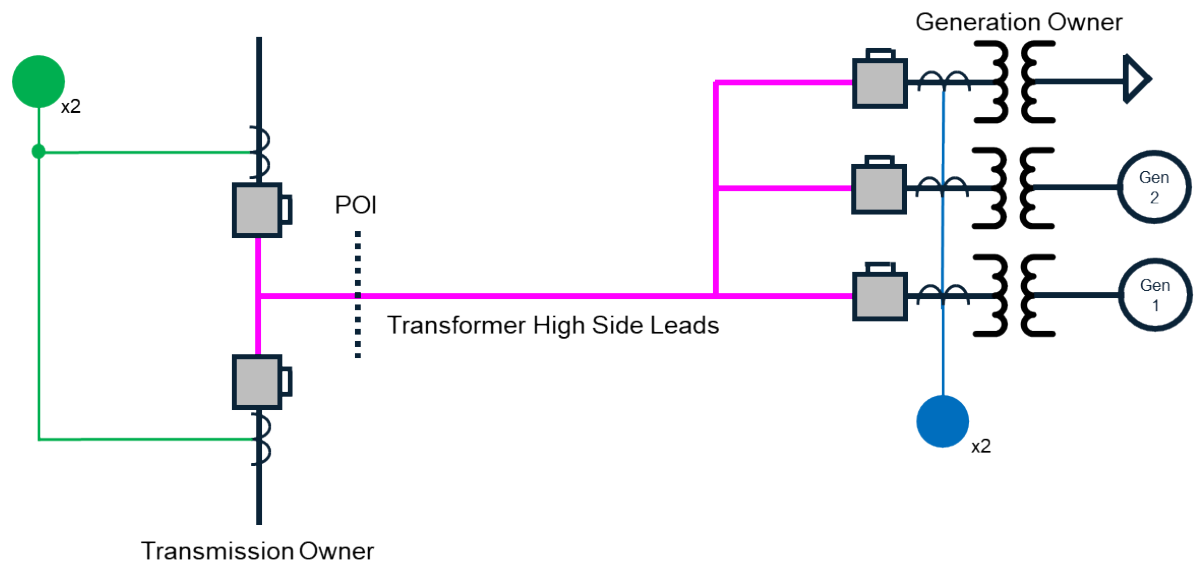 Generation Owner
x2
Gen
2
POI
Gen
1
Transformer High Side Leads
x2
Transmission Owner